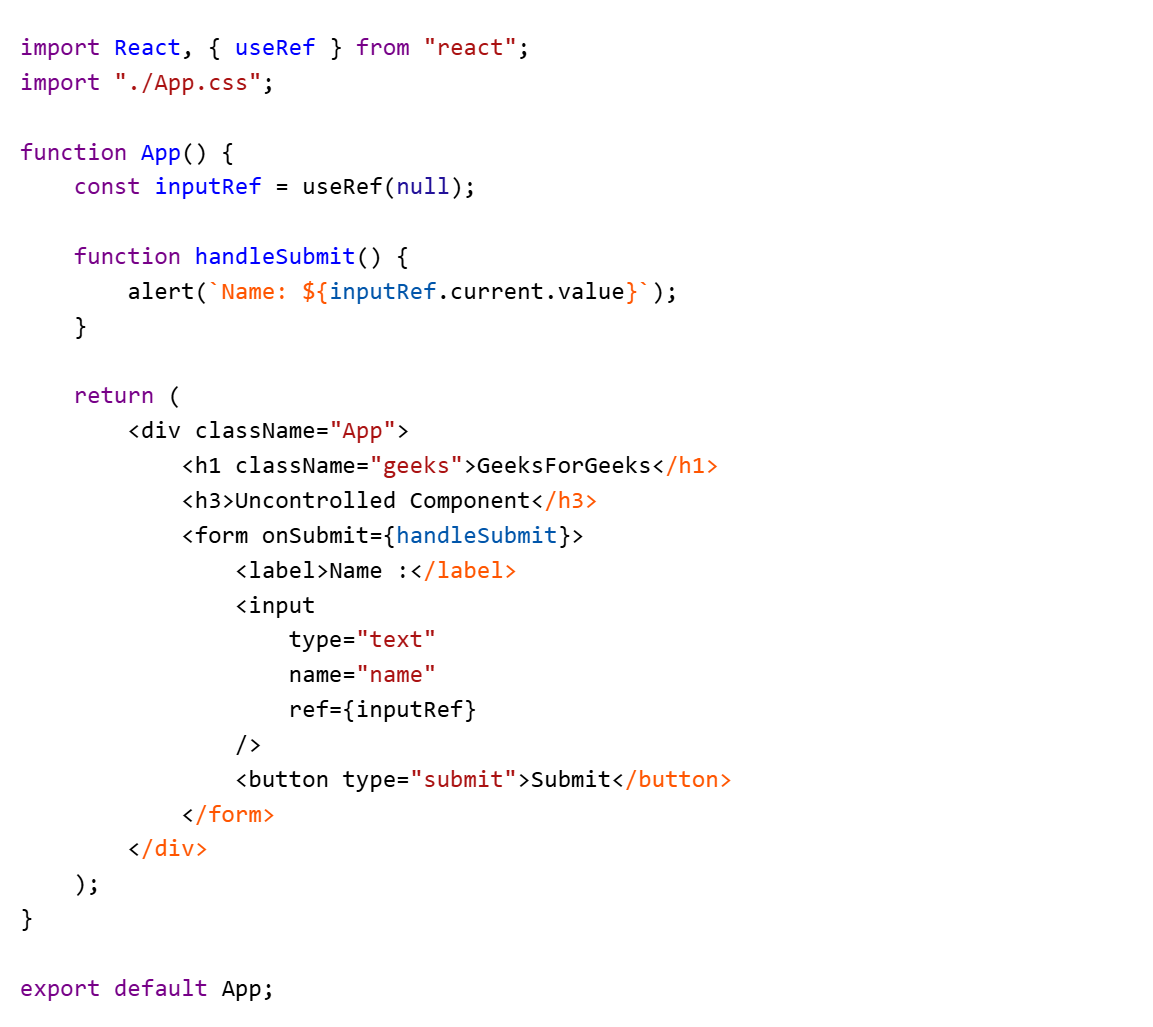 import React, { useRef } from "react";
import "./App.css";

function App() {
    const inputRef = useRef(null);

    function handleSubmit() {
        alert(`Name: ${inputRef.current.value}`);
    }

    return (
        <div className="App">
            <h1 className="geeks">GeeksForGeeks</h1>
            <h3>Uncontrolled Component</h3>
            <form onSubmit={handleSubmit}>
                <label>Name :</label>
                <input
                    type="text"
                    name="name"
                    ref={inputRef}
                />
                <button type="submit">Submit</button>
            </form>
        </div>
    );
}

export default App;